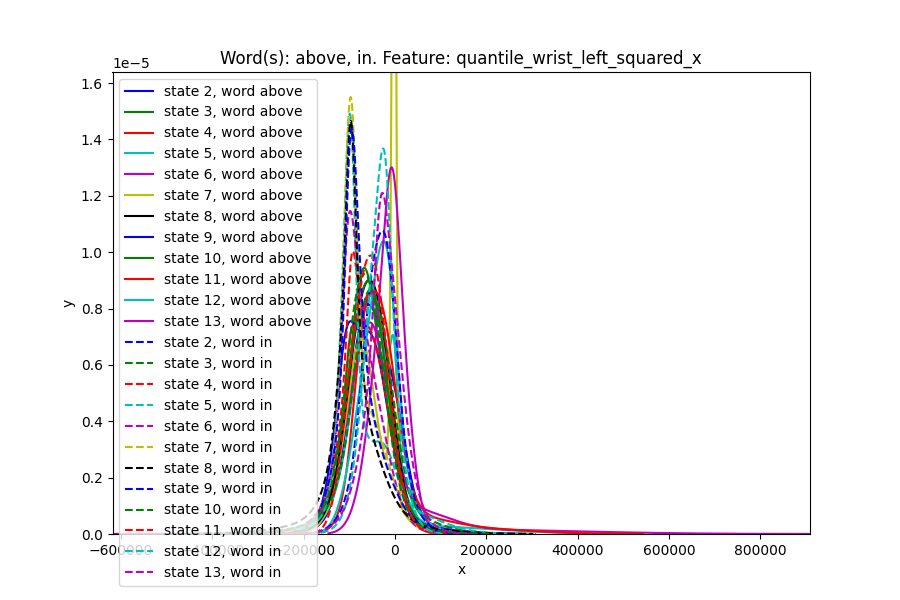 Word(s): above, in. Feature: quantile_wrist_left_squared_x
1e−5
1.6
1.4
1.2
1.0
0.8
0.6
0.4
0.2
0.0
y
state 2, word above
state 3, word above
state 4, word above
state 5, word above
state 6, word above
state 7, word above
state 8, word above
state 9, word above
state 10, word above
state 11, word above
state 12, word above
state 13, word above
state 2, word in
state 3, word in
state 4, word in
state 5, word in
state 6, word in
state 7, word in
state 8, word in
state 9, word in
state 10, word in
state 11, word in
state 12, word in
state 13, word in
−600000 −400000 −200000 0 200000 400000 600000 800000
x